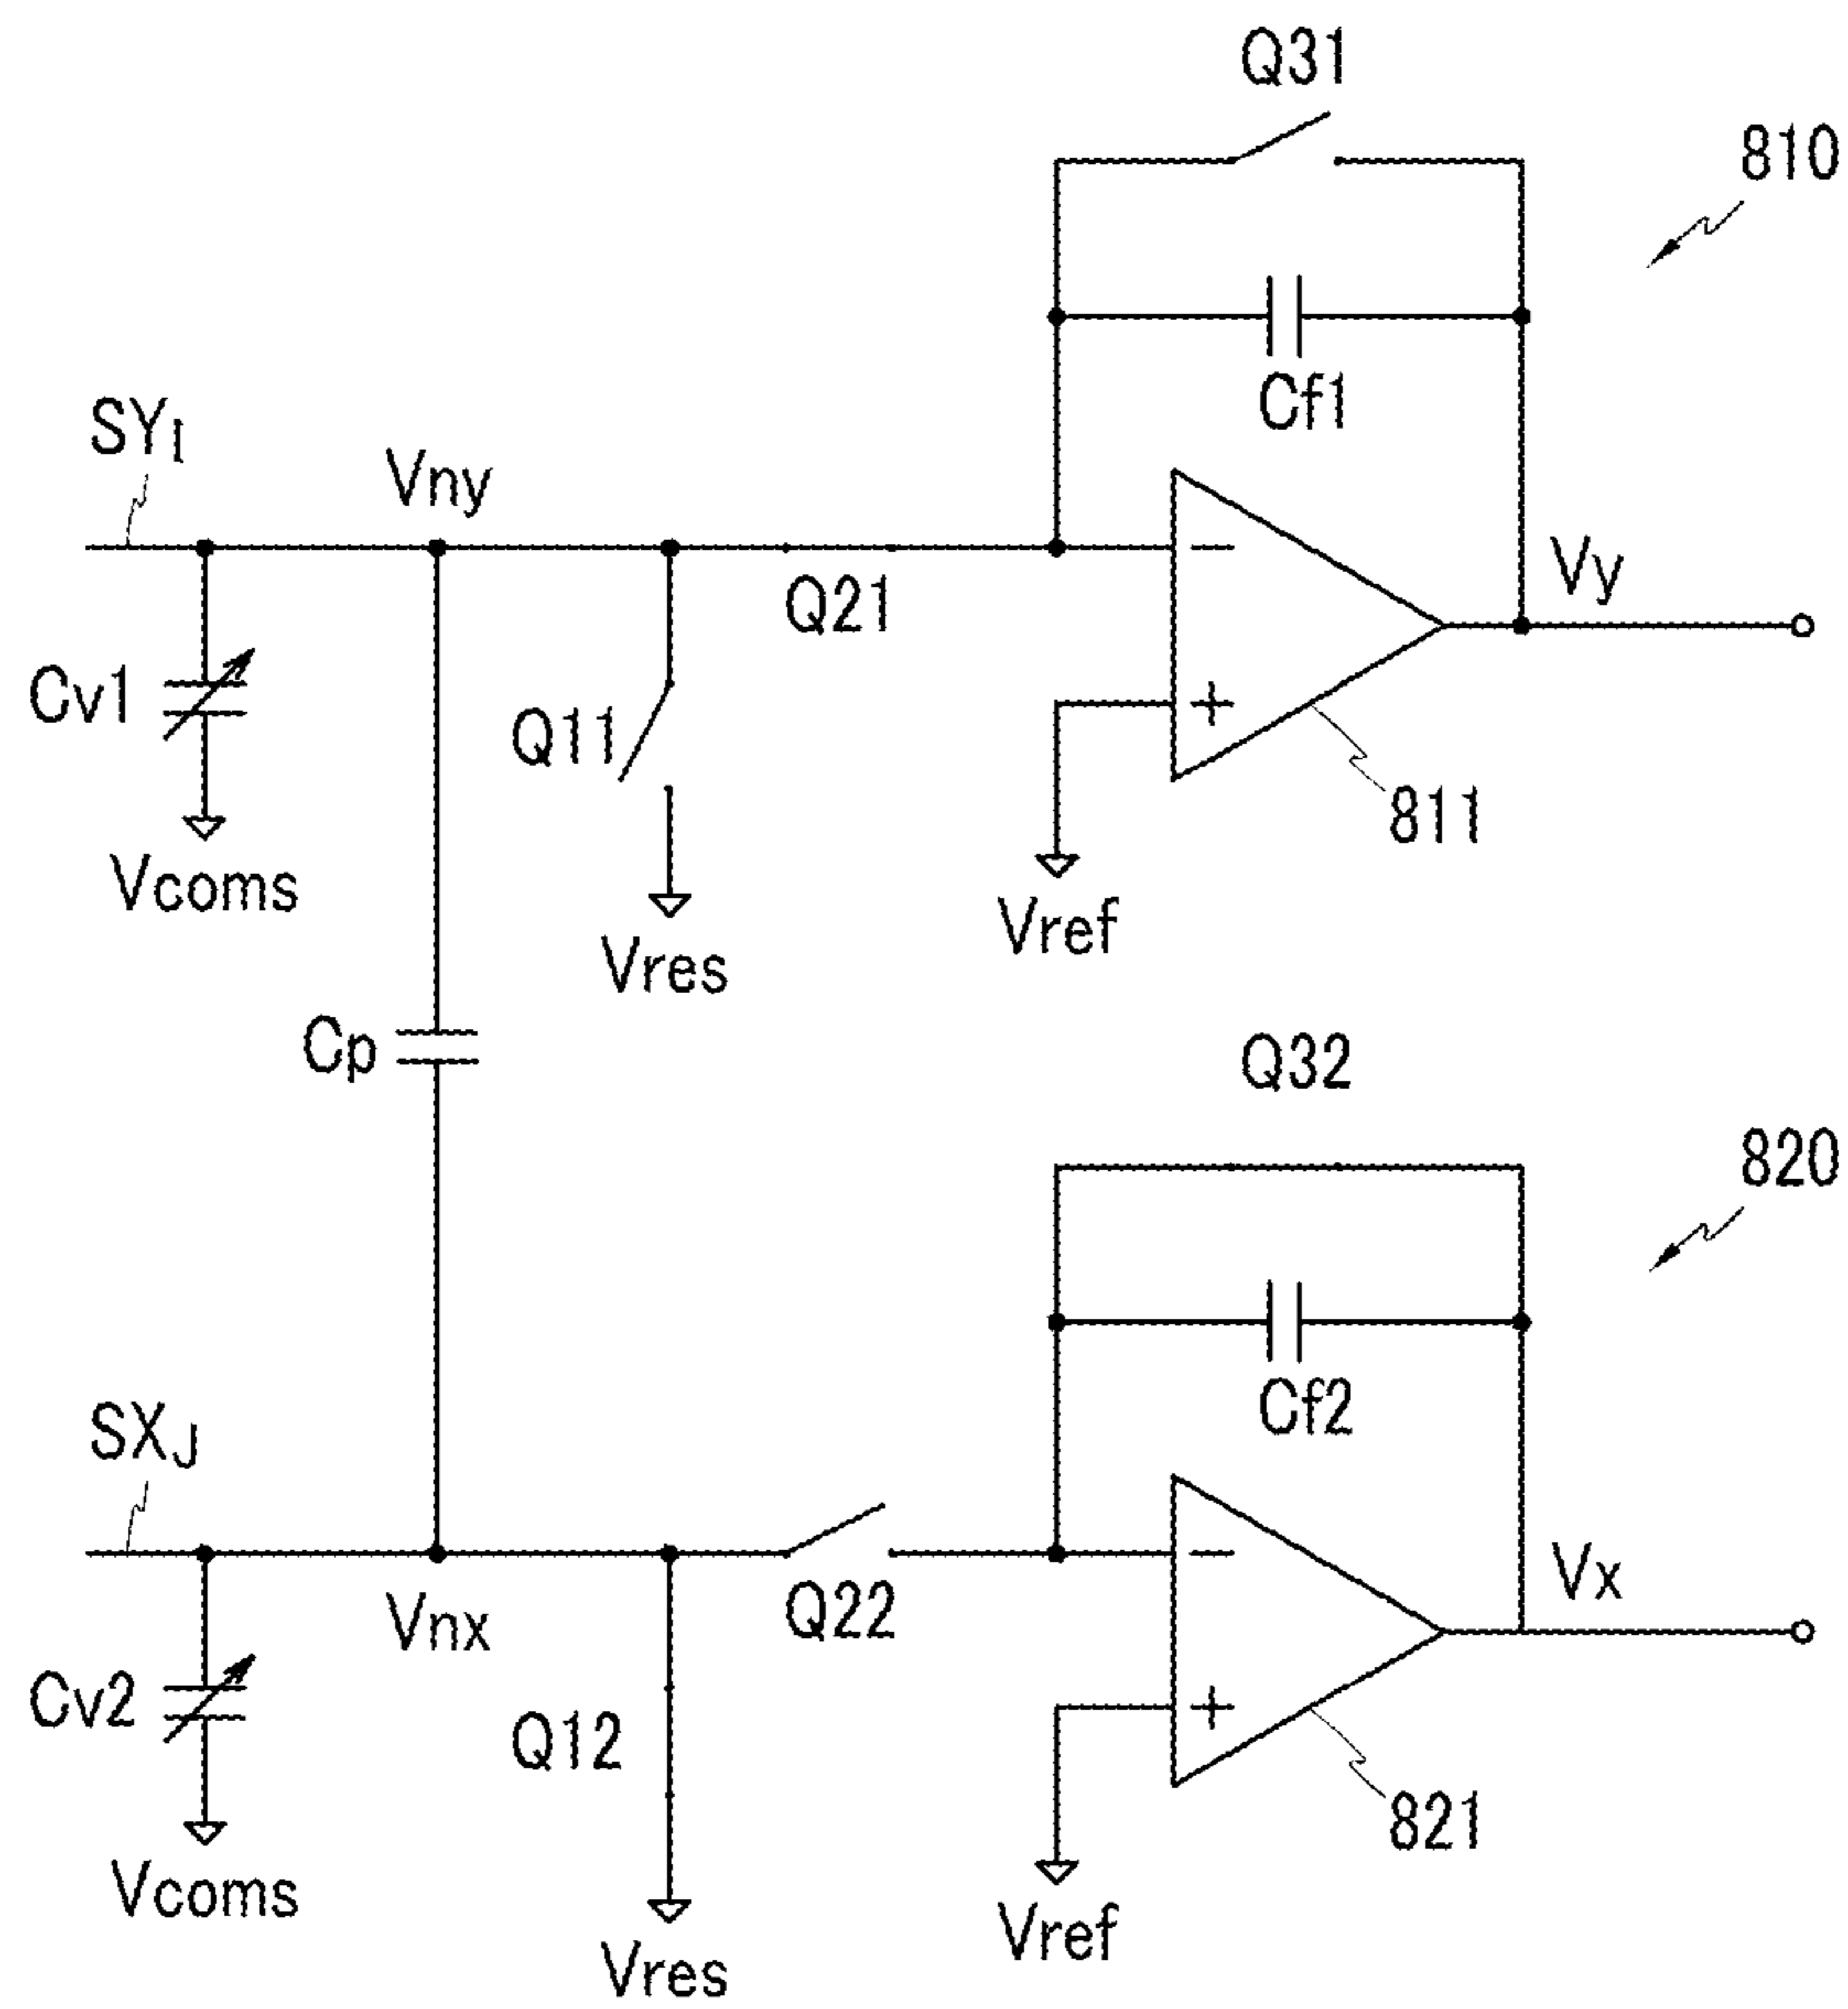 Q31
810
Cf1
SYI
Vny
Q21
Vy
Cv1
Q11
811
Vcoms
Vref
Vres
Cp
Q32
820
Cf2
SXJ
Vnx
Q22
Vx
Cv2
Q12
821
Vcoms
Vref
Vres